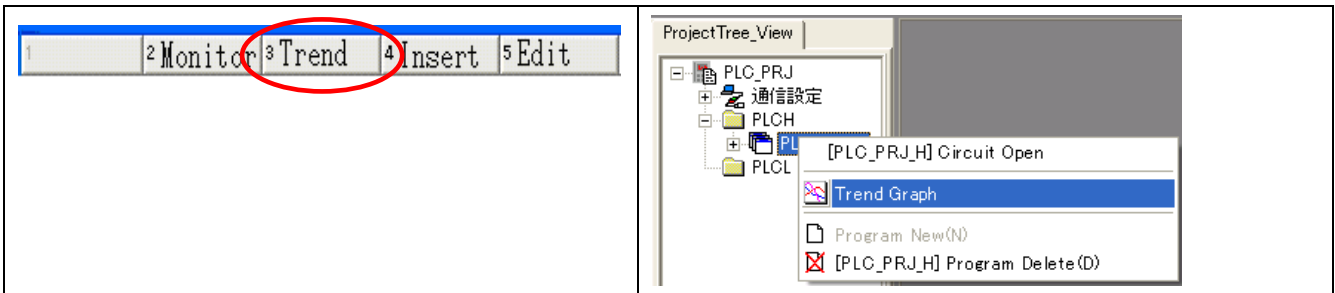 1 2 Monitor 3 Trend 4 Insert 5 Edit
ProjectTree_View
PLC_PRJ
通信設定
PLCH
PL
[PLC_PRJ_H] Circuit Open
PLCL
Trend Graph
Program New(N)
[PLC_PRJ_H] Program Delete(D)